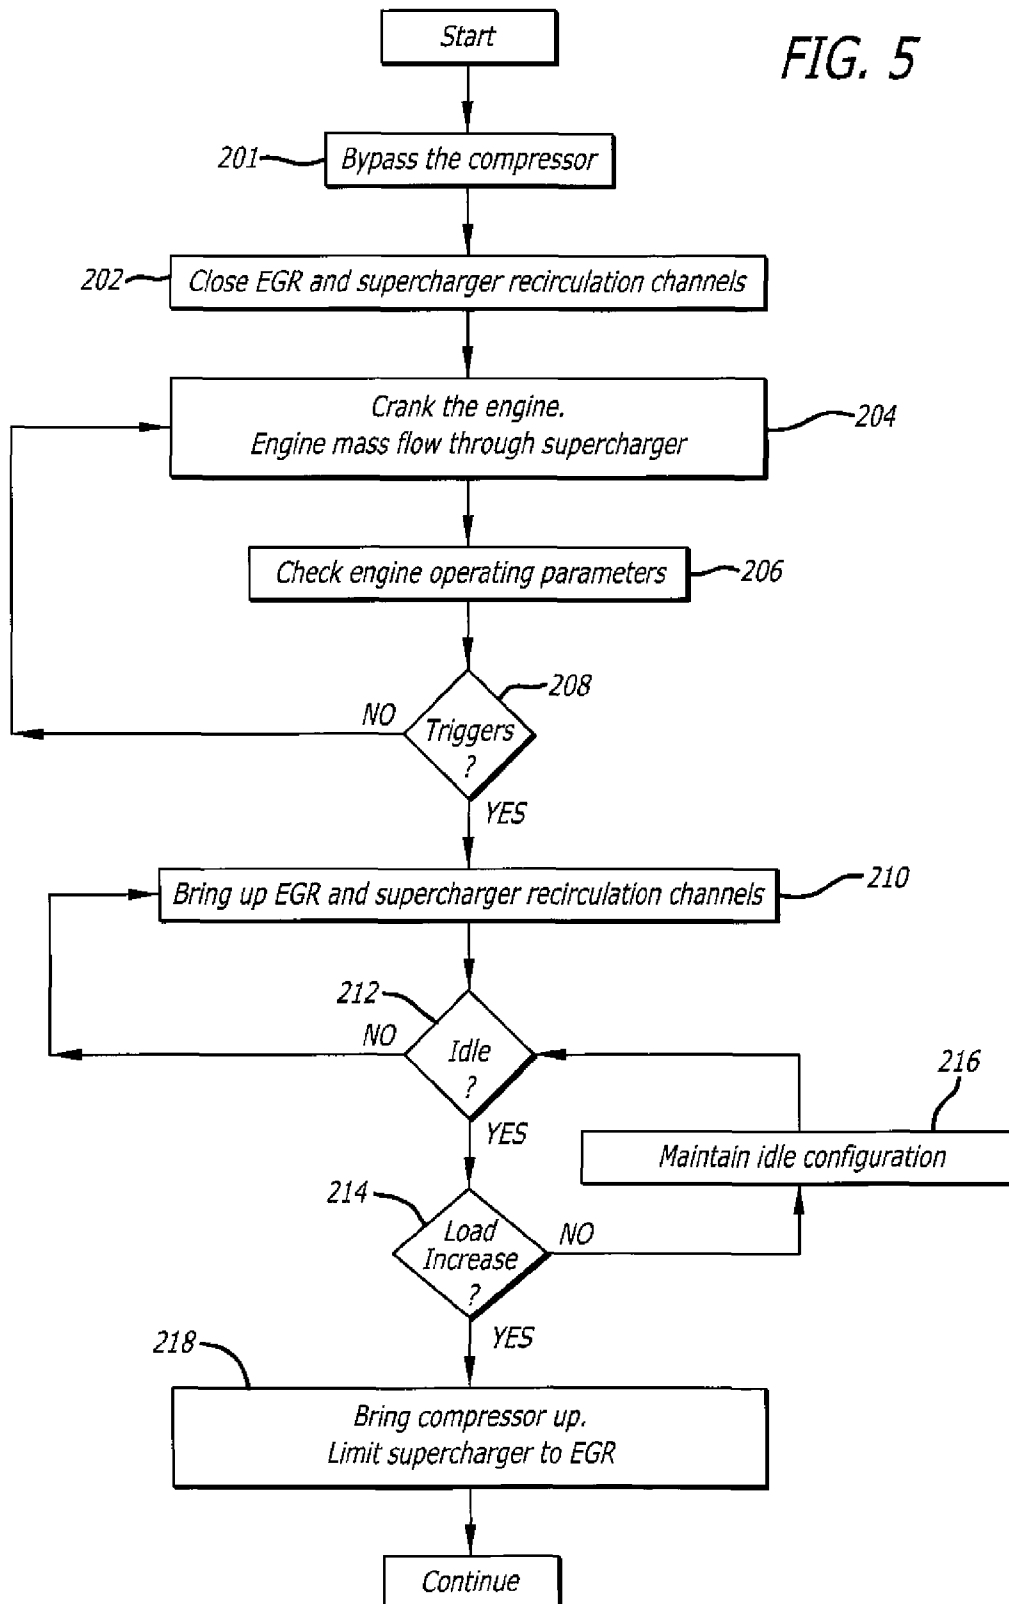 Start
FIG. 5
201
Bypass the compressor
202
Close EGR and supercharger recirculation channels
Crank the engine.
Engine mass flow through supercharger
204
Check engine operating parameters
206
208
NO
Triggers
?
YES
Bring up EGR and supercharger recirculation channels
210
212
NO
Idle
?
YES
216
Maintain idle configuration
214
Load
Increase
?
NO
YES
218
Bring compressor up.
Limit supercharger to EGR
Continue